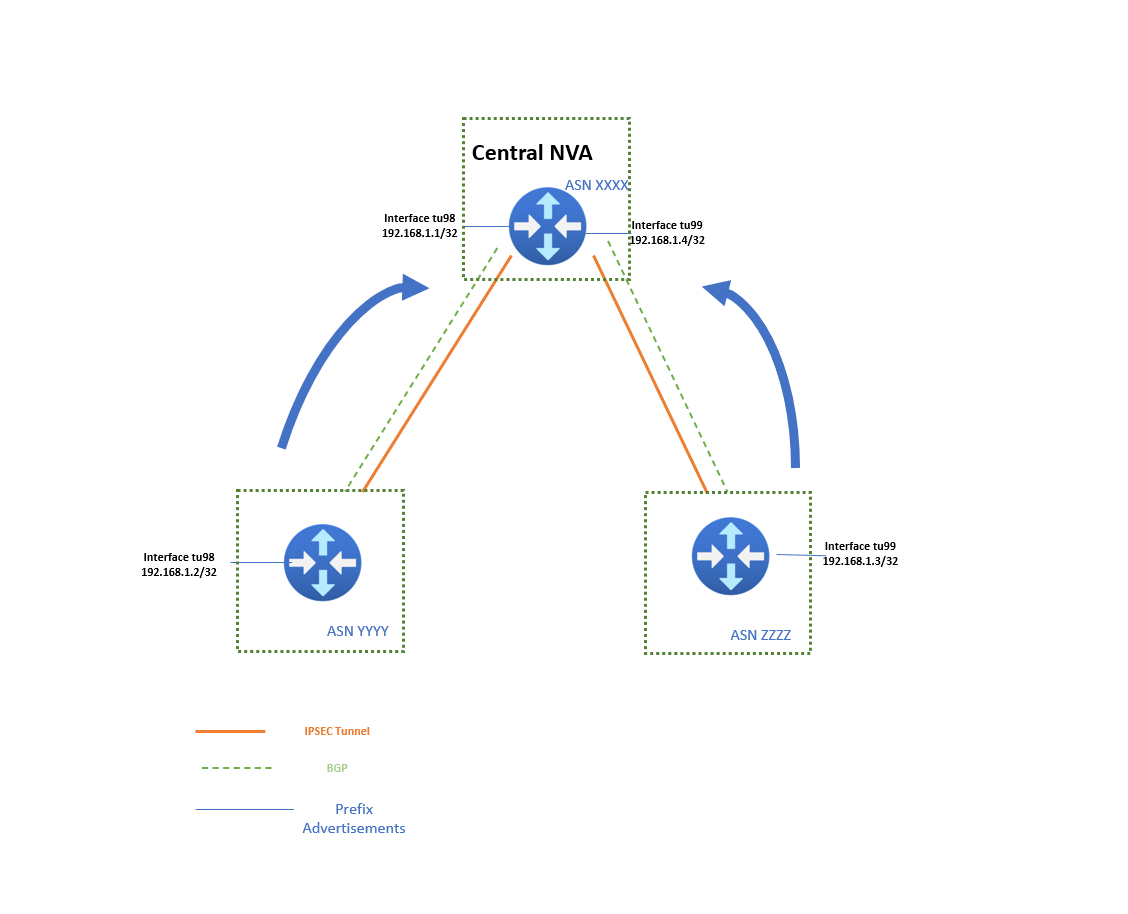 Central NVA
ASN XXXX
Interface tu98
192.168.1.1/32
Interface tu99
192.168.1.4/32
Interface tu98
192.168.1.2/32
Interface tu99
192.168.1.3/32
ASN YYYY
ASN ZZZZ
IPSEC Tunnel
BGP
Prefix
Advertisements